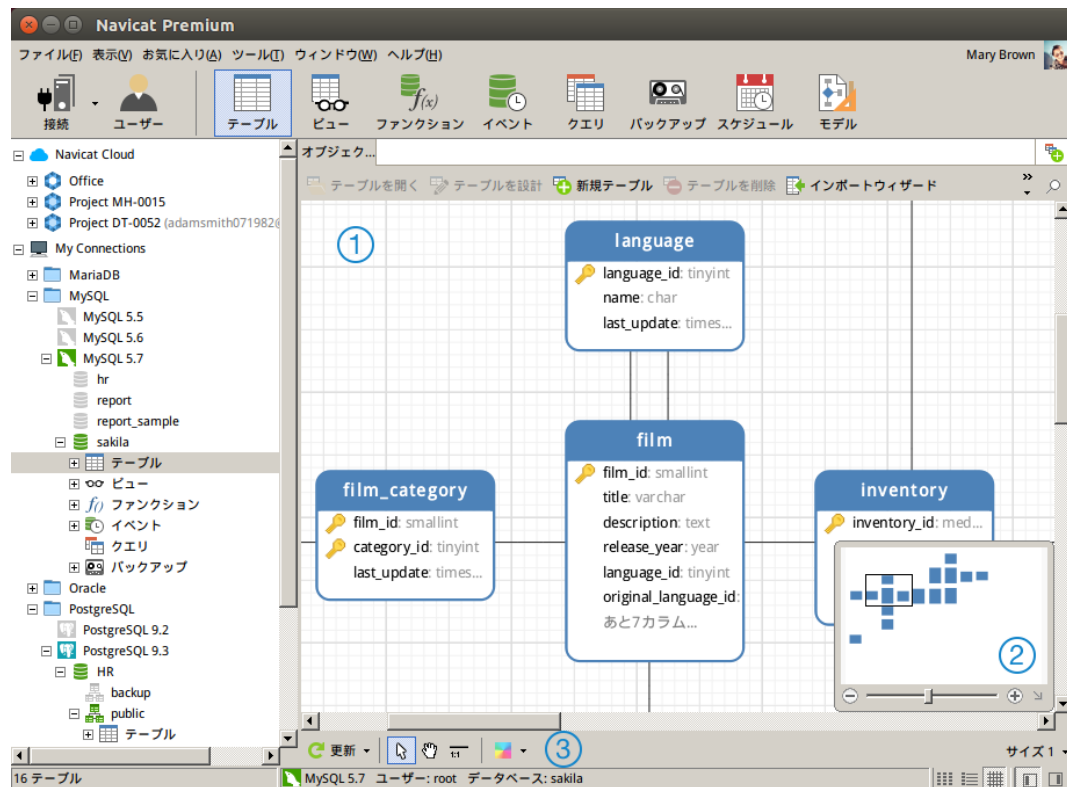 Navicat Premium
ファイル(F) 表示(V) お気に入り(A) ツール(T) ウィンドウ(W) ヘルプ(H) Mary Brown
接続 ユーザー テーブル ビュー ファンクション イベント クエリ バックアップ スケジュール モデル
f(x)
Navicat Cloud
Office
Project MH-0015
Project DT-0052 (adamsmith071982@
My Connections
MariaDB
MySQL
MySQL 5.5
MySQL 5.6
MySQL 5.7
hr
report
report_sample
sakila
テーブル
ビュー
f() ファンクション
イベント
クエリ
バックアップ
Oracle
PostgreSQL
PostgreSQL 9.2
PostgreSQL 9.3
HR
backup
public
テーブル
オブジェク...
テーブルを開く テーブルを設計 新規テーブル テーブルを削除 インポートウィザード
1
language
language_id: tinyint
name: char
last_update: times...
film
film_id: smallint
title: varchar
description: text
release_year: year
language_id: tinyint
original_language_id:
あと7カラム...
film_category
film_id: smallint
category_id: tinyint
last_update: times...
inventory
inventory_id: med...
2
更新 1:1 3 サイズ 1
16 テーブル MySQL 5.7 ユーザー: root データベース: sakila